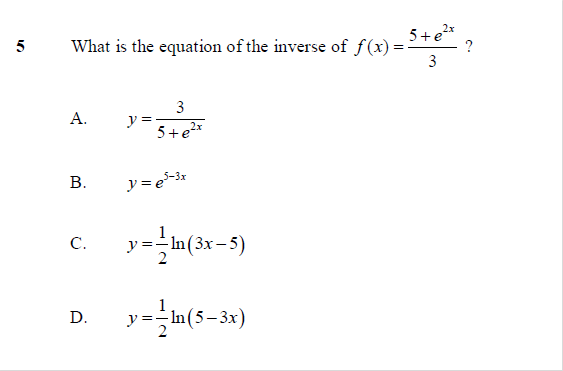 5 What is the equation of the inverse of f(x) = (5 + e^(2x))/3 ?
A. y = 3/(5 + e^(2x))
B. y = e^(5−3x)
C. y = 1/2 ln(3x − 5)
D. y = 1/2 ln(5 − 3x)